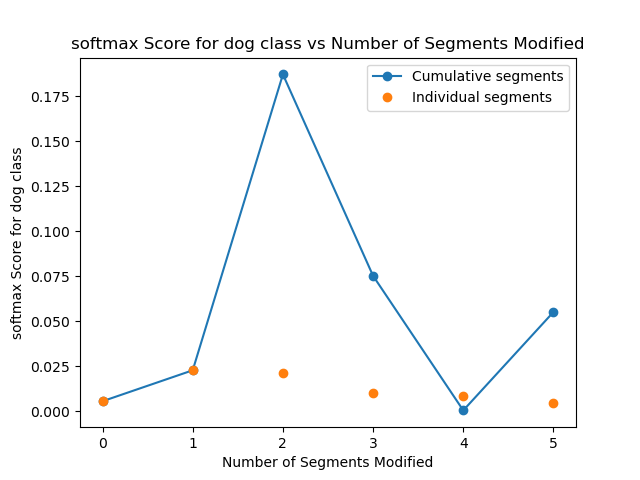 softmax Score for dog class vs Number of Segments Modified
Cumulative segments
Individual segments
softmax Score for dog class
0.175
0.150
0.125
0.100
0.075
0.050
0.025
0.000
0 1 2 3 4 5
Number of Segments Modified